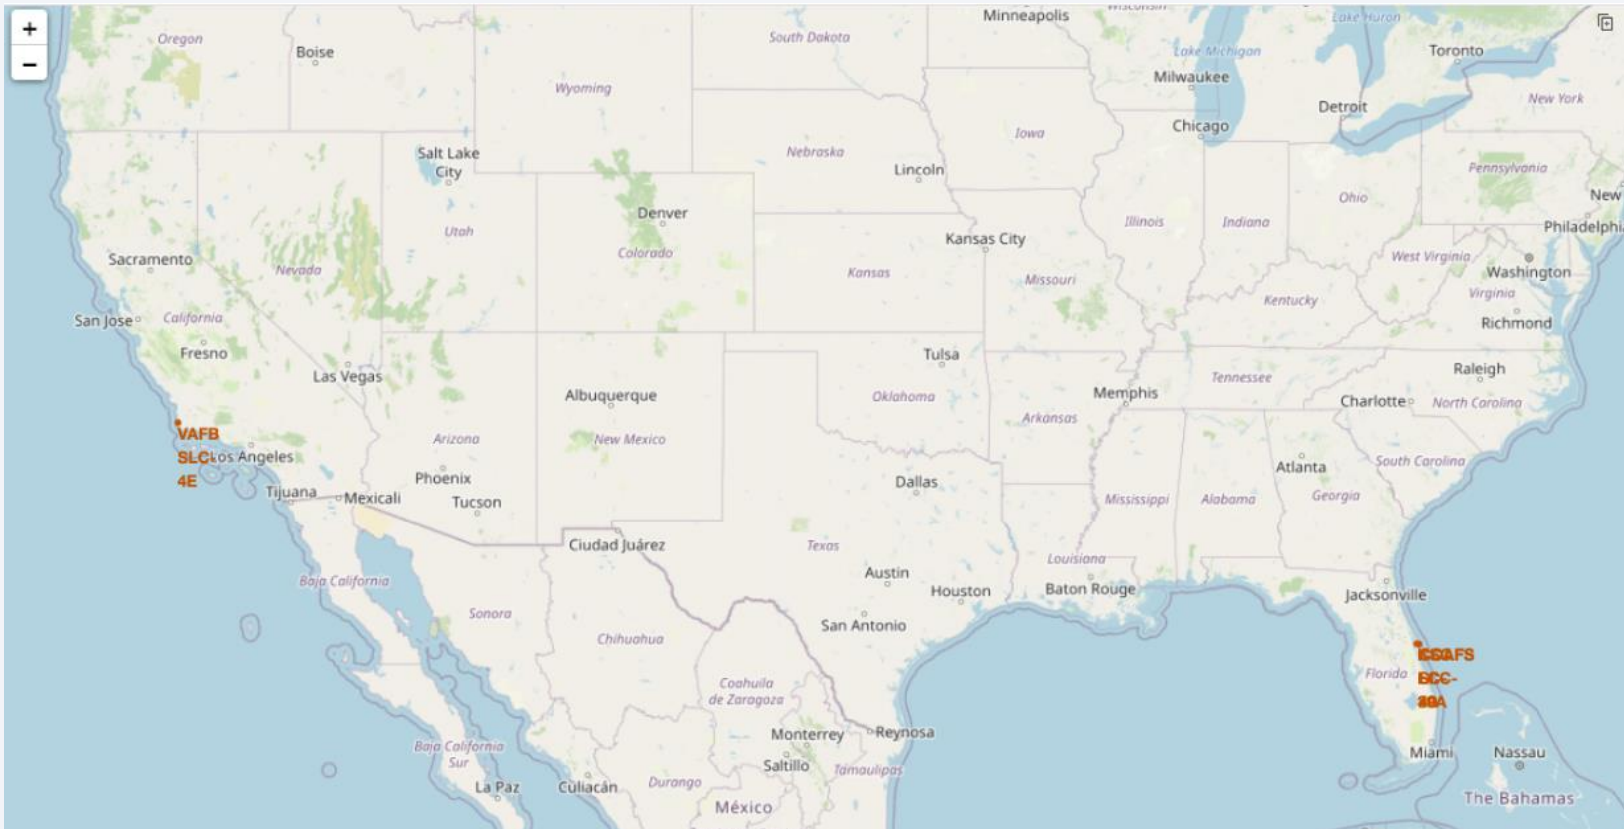 +
−
Minneapolis
Wisconsin
Lake Huron
Oregon
Boise
South Dakota
Lake Michigan
Toronto
Milwaukee
Wyoming
New York
Detroit
Chicago
Iowa
Salt Lake
City
Nebraska
Lincoln
Pennsylvania
Ohio
New
Denver
Illinois
Indiana
Philadelphi
Utah
Kansas City
Sacramento
Colorado
West Virginia
Nevada
Kansas
Missouri
Washington
Virginia
Kentucky
San Jose
California
Richmond
Fresno
Tulsa
Las Vegas
Raleigh
Tennessee
Albuquerque
Oklahoma
Memphis
Charlotte
North Carolina
Arkansas
VAFB
SLC-
4E
Los Angeles
Arizona
New Mexico
Atlanta
South Carolina
Phoenix
Dallas
Tijuana
Mexicali
Tucson
Mississippi
Alabama
Georgia
Ciudad Juárez
Texas
Louisiana
Austin
Baja California
Houston
Baton Rouge
Jacksonville
Sonora
San Antonio
Chihuahua
Florida
Coahuila
de Zaragoza
Monterrey
Reynosa
Baja California
Sur
Miami
Nassau
Saltillo
Tamaulipas
La Paz
Culiacán
Durango
México
The Bahamas